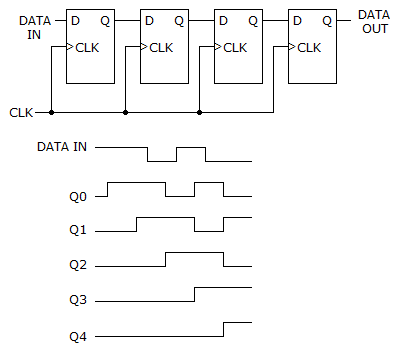 DATA IN
D Q D Q D Q D Q
DATA OUT
CLK CLK CLK CLK
CLK
DATA IN
Q0
Q1
Q2
Q3
Q4